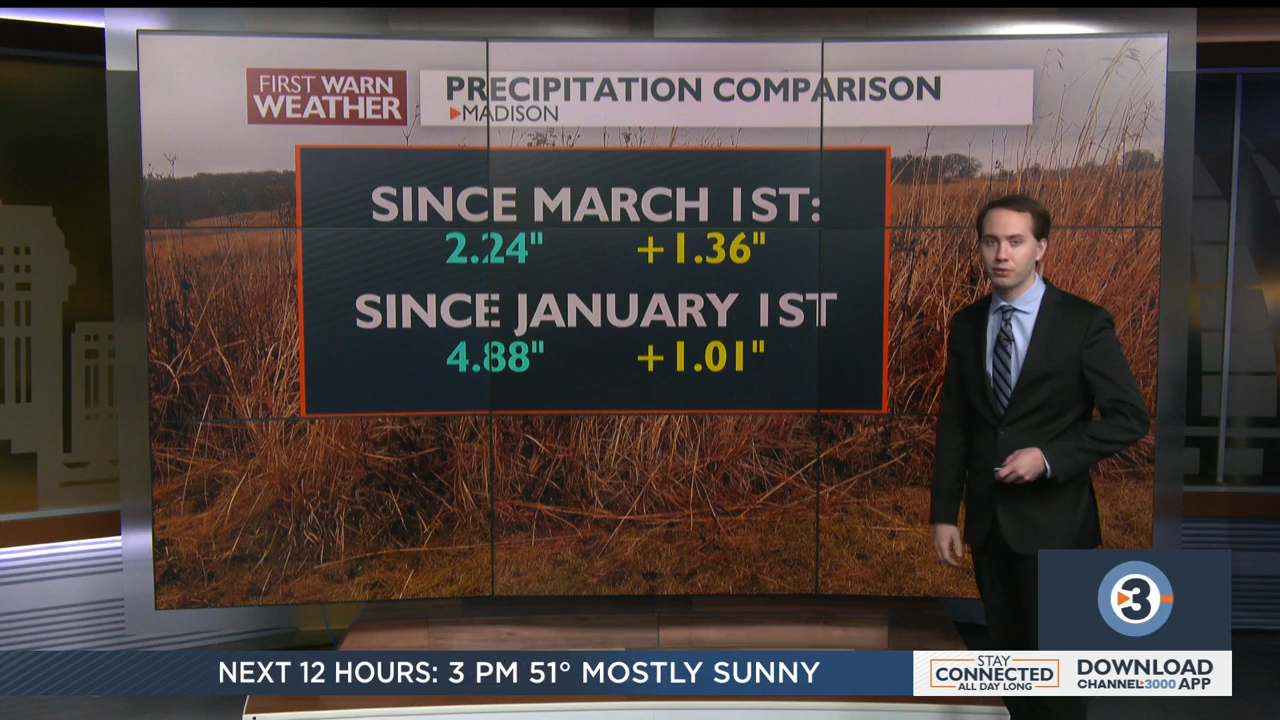 FIRST WARN
WEATHER
PRECIPITATION COMPARISON
MADISON
SINCE MARCH 1ST:
2.24" +1.36"
SINCE JANUARY 1ST
4.88" +1.01"
3
NEXT 12 HOURS: 3 PM 51° MOSTLY SUNNY
STAY
CONNECTED
ALL DAY LONG
DOWNLOAD
CHANNEL3000 APP